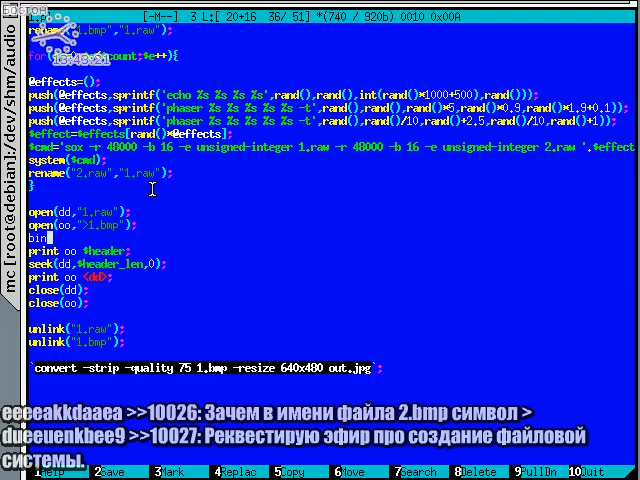 ВОСТОН
[-M--]  3 L:[ 20+16  36/ 51] *(740 / 920b) 0010 0x00A
rename("1.bmp","1.raw");
13:43:21
@effects=();
push(@effects,sprintf('echo %s %s %s %s',rand(),rand(),int(rand()*1000+500),rand()));
push(@effects,sprintf('phaser %s %s %s %s %s -t',rand(),rand()*5,rand()*0.9,rand()*1.9+0.1));
push(@effects,sprintf('phaser %s %s %s %s %s -t',rand(),rand()/10,rand()+2.5,rand()/10,rand()+1));
$effect=$effects[rand()*@effects];
$cmd='sox -r 48000 -b 16 -e unsigned-integer 1.raw -r 48000 -b 16 -e unsigned-integer 2.raw '.$effect
system($cmd);
rename("2.raw","1.raw");
}
open(dd,"1.raw");
open(oo,">1.bmp");
bin
print oo $header;
seek(dd,$header_len,0);
print oo <dd>;
close(dd);
close(oo);
unlink("1.raw");
unlink("1.bmp");
`convert -strip -quality 75 1.bmp -resize 640x480 out.jpg`;
mc [root@debian]:/dev/shm/audio
eeeeakkdaaea >>10026: Зачем в имени файла 2.bmp символ >
dueeuenkbee9 >>10027: Реквестирую эфир про создание файловой
системы.
1Help 2Save 3Mark 4Replac 5Copy 6Move 7Search 8Delete 9PullDn 10Quit